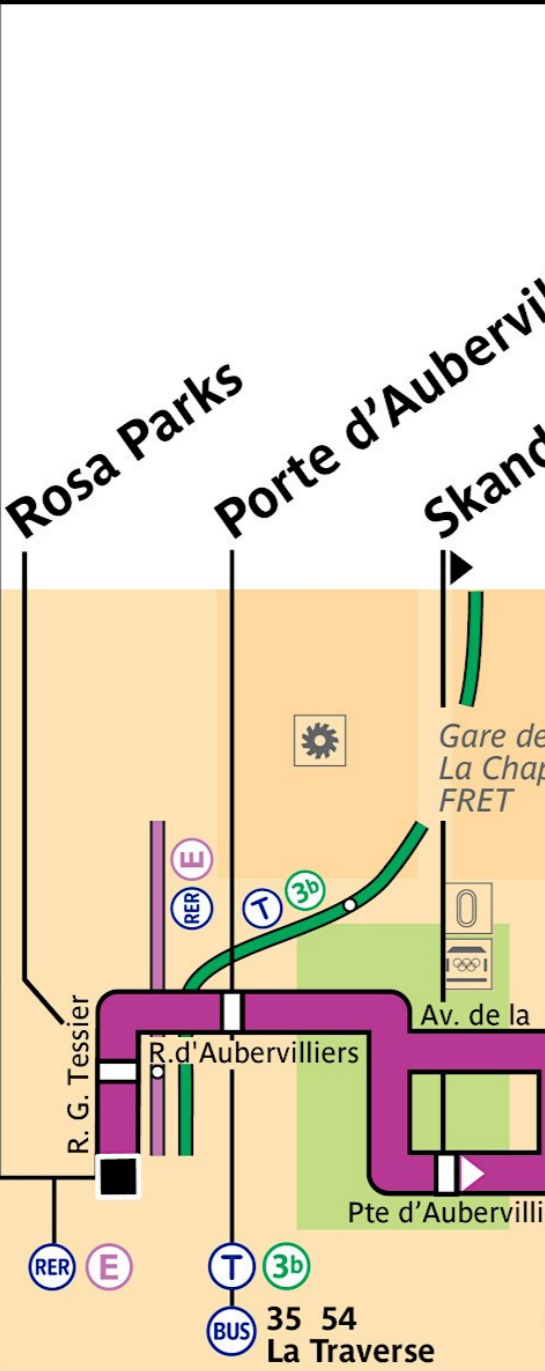 Rosa Parks
Porte d'Aubervil
Skand
Gare de
La Chap
FRET
E
RER
T 3b
Av. de la
R. G. Tessier
R.d'Aubervilliers
Pte d'Aubervilli
RER E
T 3b
BUS 35 54
La Traverse